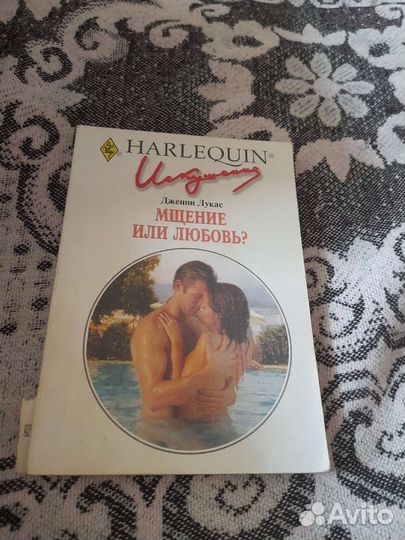 HARLEQUIN®
Искушение
Дженни Лукас
МЩЕНИЕ
ИЛИ ЛЮБОВЬ?
Avito